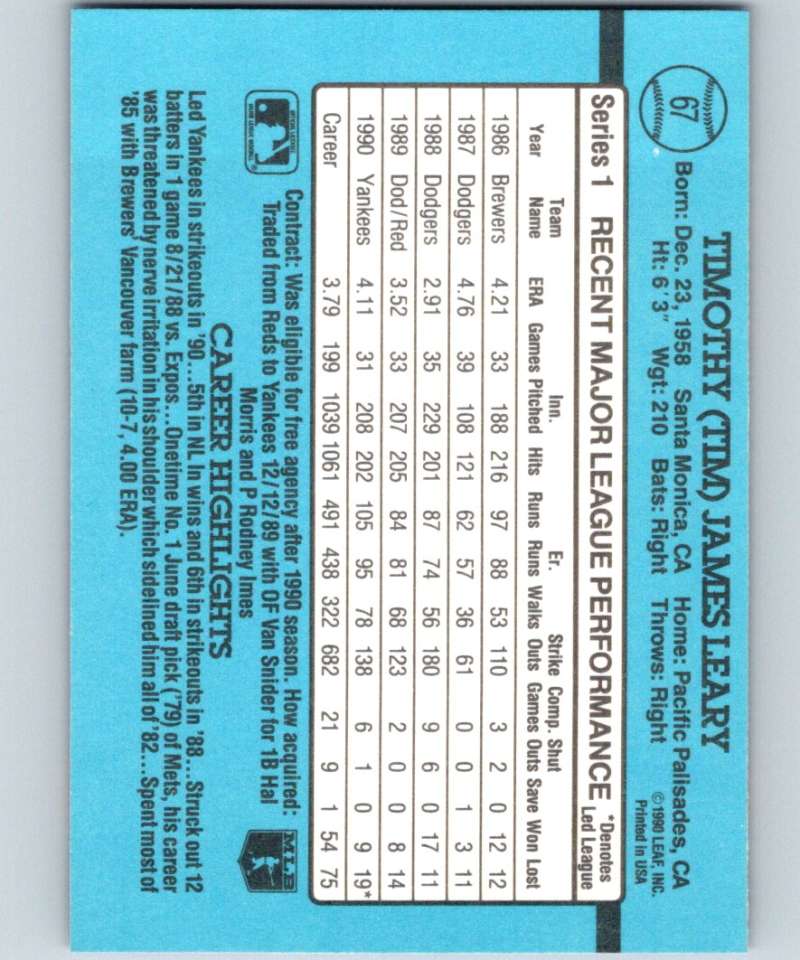 67
TIMOTHY (TIM) JAMES LEARY
Born: Dec. 23, 1958 Santa Monica, CA Home: Pacific Palisades, CA
Ht: 6'3" Wgt: 210 Bats: Right Throws: Right
©1990 LEAF, INC.
Printed in USA
Series 1 RECENT MAJOR LEAGUE PERFORMANCE *Denotes Led League
Year Team Name ERA Games Inn. Pitched Hits Runs Er. Runs Walks Strike Outs Comp. Games Shut Outs Save Won Lost
1986 Brewers 4.21 33 188 216 97 88 53 110 3 2 0 12 12
1987 Dodgers 4.76 39 108 121 62 57 36 61 0 0 1 3 11
1988 Dodgers 2.91 35 229 201 87 74 56 180 9 6 0 17 11
1989 Dod/Red 3.52 33 207 205 84 81 68 123 2 0 0 8 14
1990 Yankees 4.11 31 208 202 105 95 78 138 6 1 0 9 19*
Career 3.79 199 1039 1061 491 438 322 682 21 9 1 54 75
Contract: Was eligible for free agency after 1990 season. How acquired:
Traded from Reds to Yankees 12/12/89 with OF Van Snider for 1B Hal
Morris and P Rodney Imes
MLB
CAREER HIGHLIGHTS
Led Yankees in strikeouts in '90...5th in NL in wins and 6th in strikeouts in '88...Struck out 12
batters in 1 game 8/21/88 vs. Expos...Onetime No. 1 June draft pick ('79) of Mets, his career
was threatened by nerve irritation in his shoulder which sidelined him all of '82...Spent most of
'85 with Brewers' Vancouver farm (10-7, 4.00 ERA).